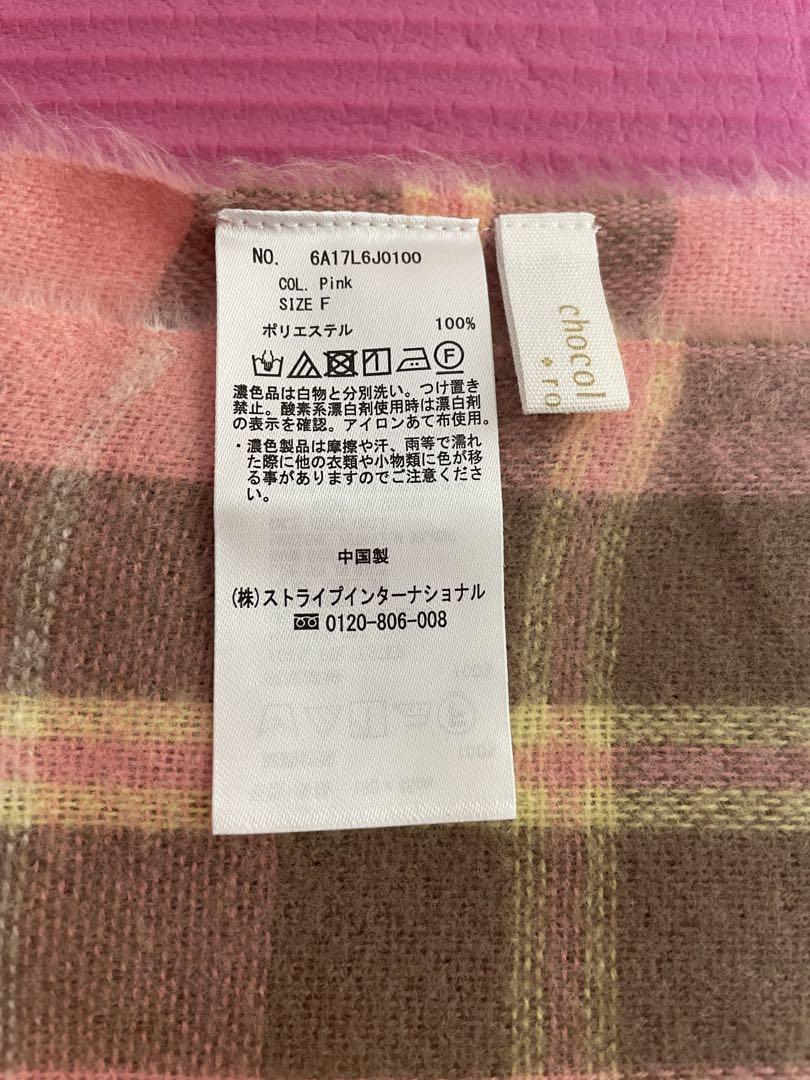 NO. 6A17L6J0100
COL. Pink
SIZE F
ポリエステル 100%
F
濃色品は白物と分別洗い。つけ置き
禁止。酸素系漂白剤使用時は漂白剤
の表示を確認。アイロンあて布使用。
・濃色製品は摩擦や汗、雨等で濡れ
た際に他の衣類や小物類に色が移
る事がありますのでご注意くださ
い。
中国製
(株)ストライプインターナショナル
0120-806-008
chocol
ro